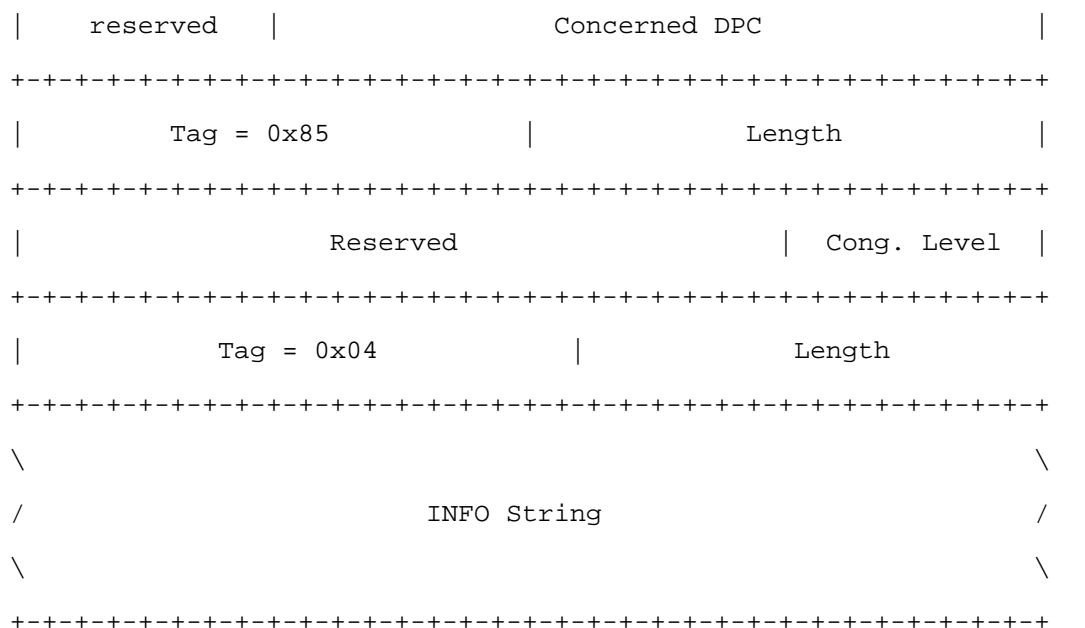 |    reserved   |                 Concerned DPC                 |
+-+-+-+-+-+-+-+-+-+-+-+-+-+-+-+-+-+-+-+-+-+-+-+-+-+-+-+-+-+-+-+-+
|         Tag = 0x85            |             Length            |
+-+-+-+-+-+-+-+-+-+-+-+-+-+-+-+-+-+-+-+-+-+-+-+-+-+-+-+-+-+-+-+-+
|                   Reserved                    |  Cong. Level  |
+-+-+-+-+-+-+-+-+-+-+-+-+-+-+-+-+-+-+-+-+-+-+-+-+-+-+-+-+-+-+-+-+
|            Tag = 0x04            |             Length
+-+-+-+-+-+-+-+-+-+-+-+-+-+-+-+-+-+-+-+-+-+-+-+-+-+-+-+-+-+-+-+-+
\                                                               \
/                         INFO String                           /
\                                                               \
+-+-+-+-+-+-+-+-+-+-+-+-+-+-+-+-+-+-+-+-+-+-+-+-+-+-+-+-+-+-+-+-+